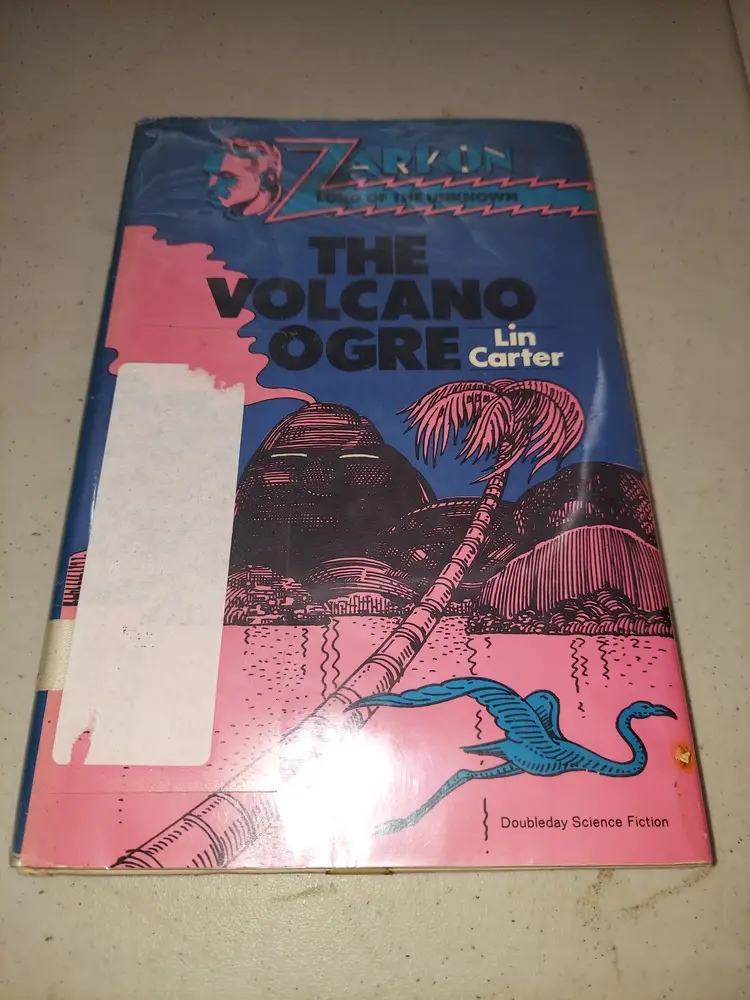 ZARKON
LORD OF THE UNKNOWN
THE
VOLCANO
OGRE
Lin
Carter
Doubleday Science Fiction